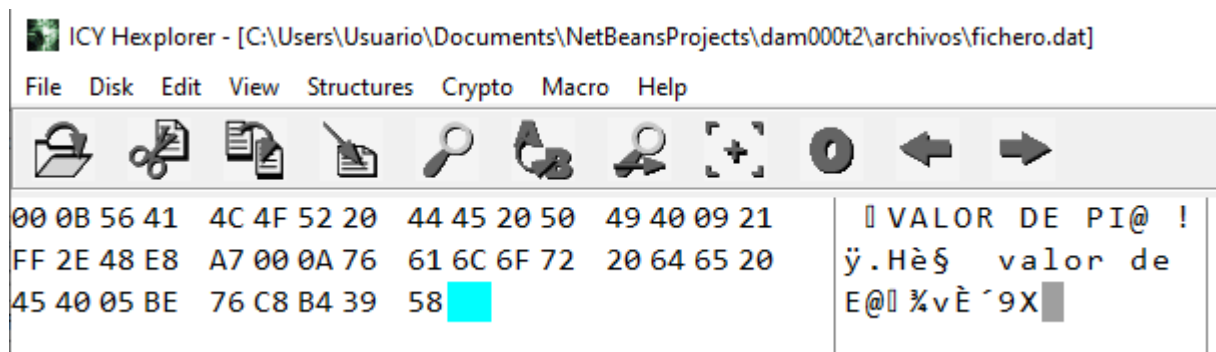 ICY Hexplorer - [C:\Users\Usuario\Documents\NetBeansProjects\dam000t2\archivos\fichero.dat]
File Disk Edit View Structures Crypto Macro Help
00 0B 56 41 4C 4F 52 20 44 45 20 50 49 40 09 21 ▯VALOR DE PI@ !
FF 2E 48 E8 A7 00 0A 76 61 6C 6F 72 20 64 65 20 ÿ.Hè§ valor de
45 40 05 BE 76 C8 B4 39 58 E@▯¾vÈ´9X